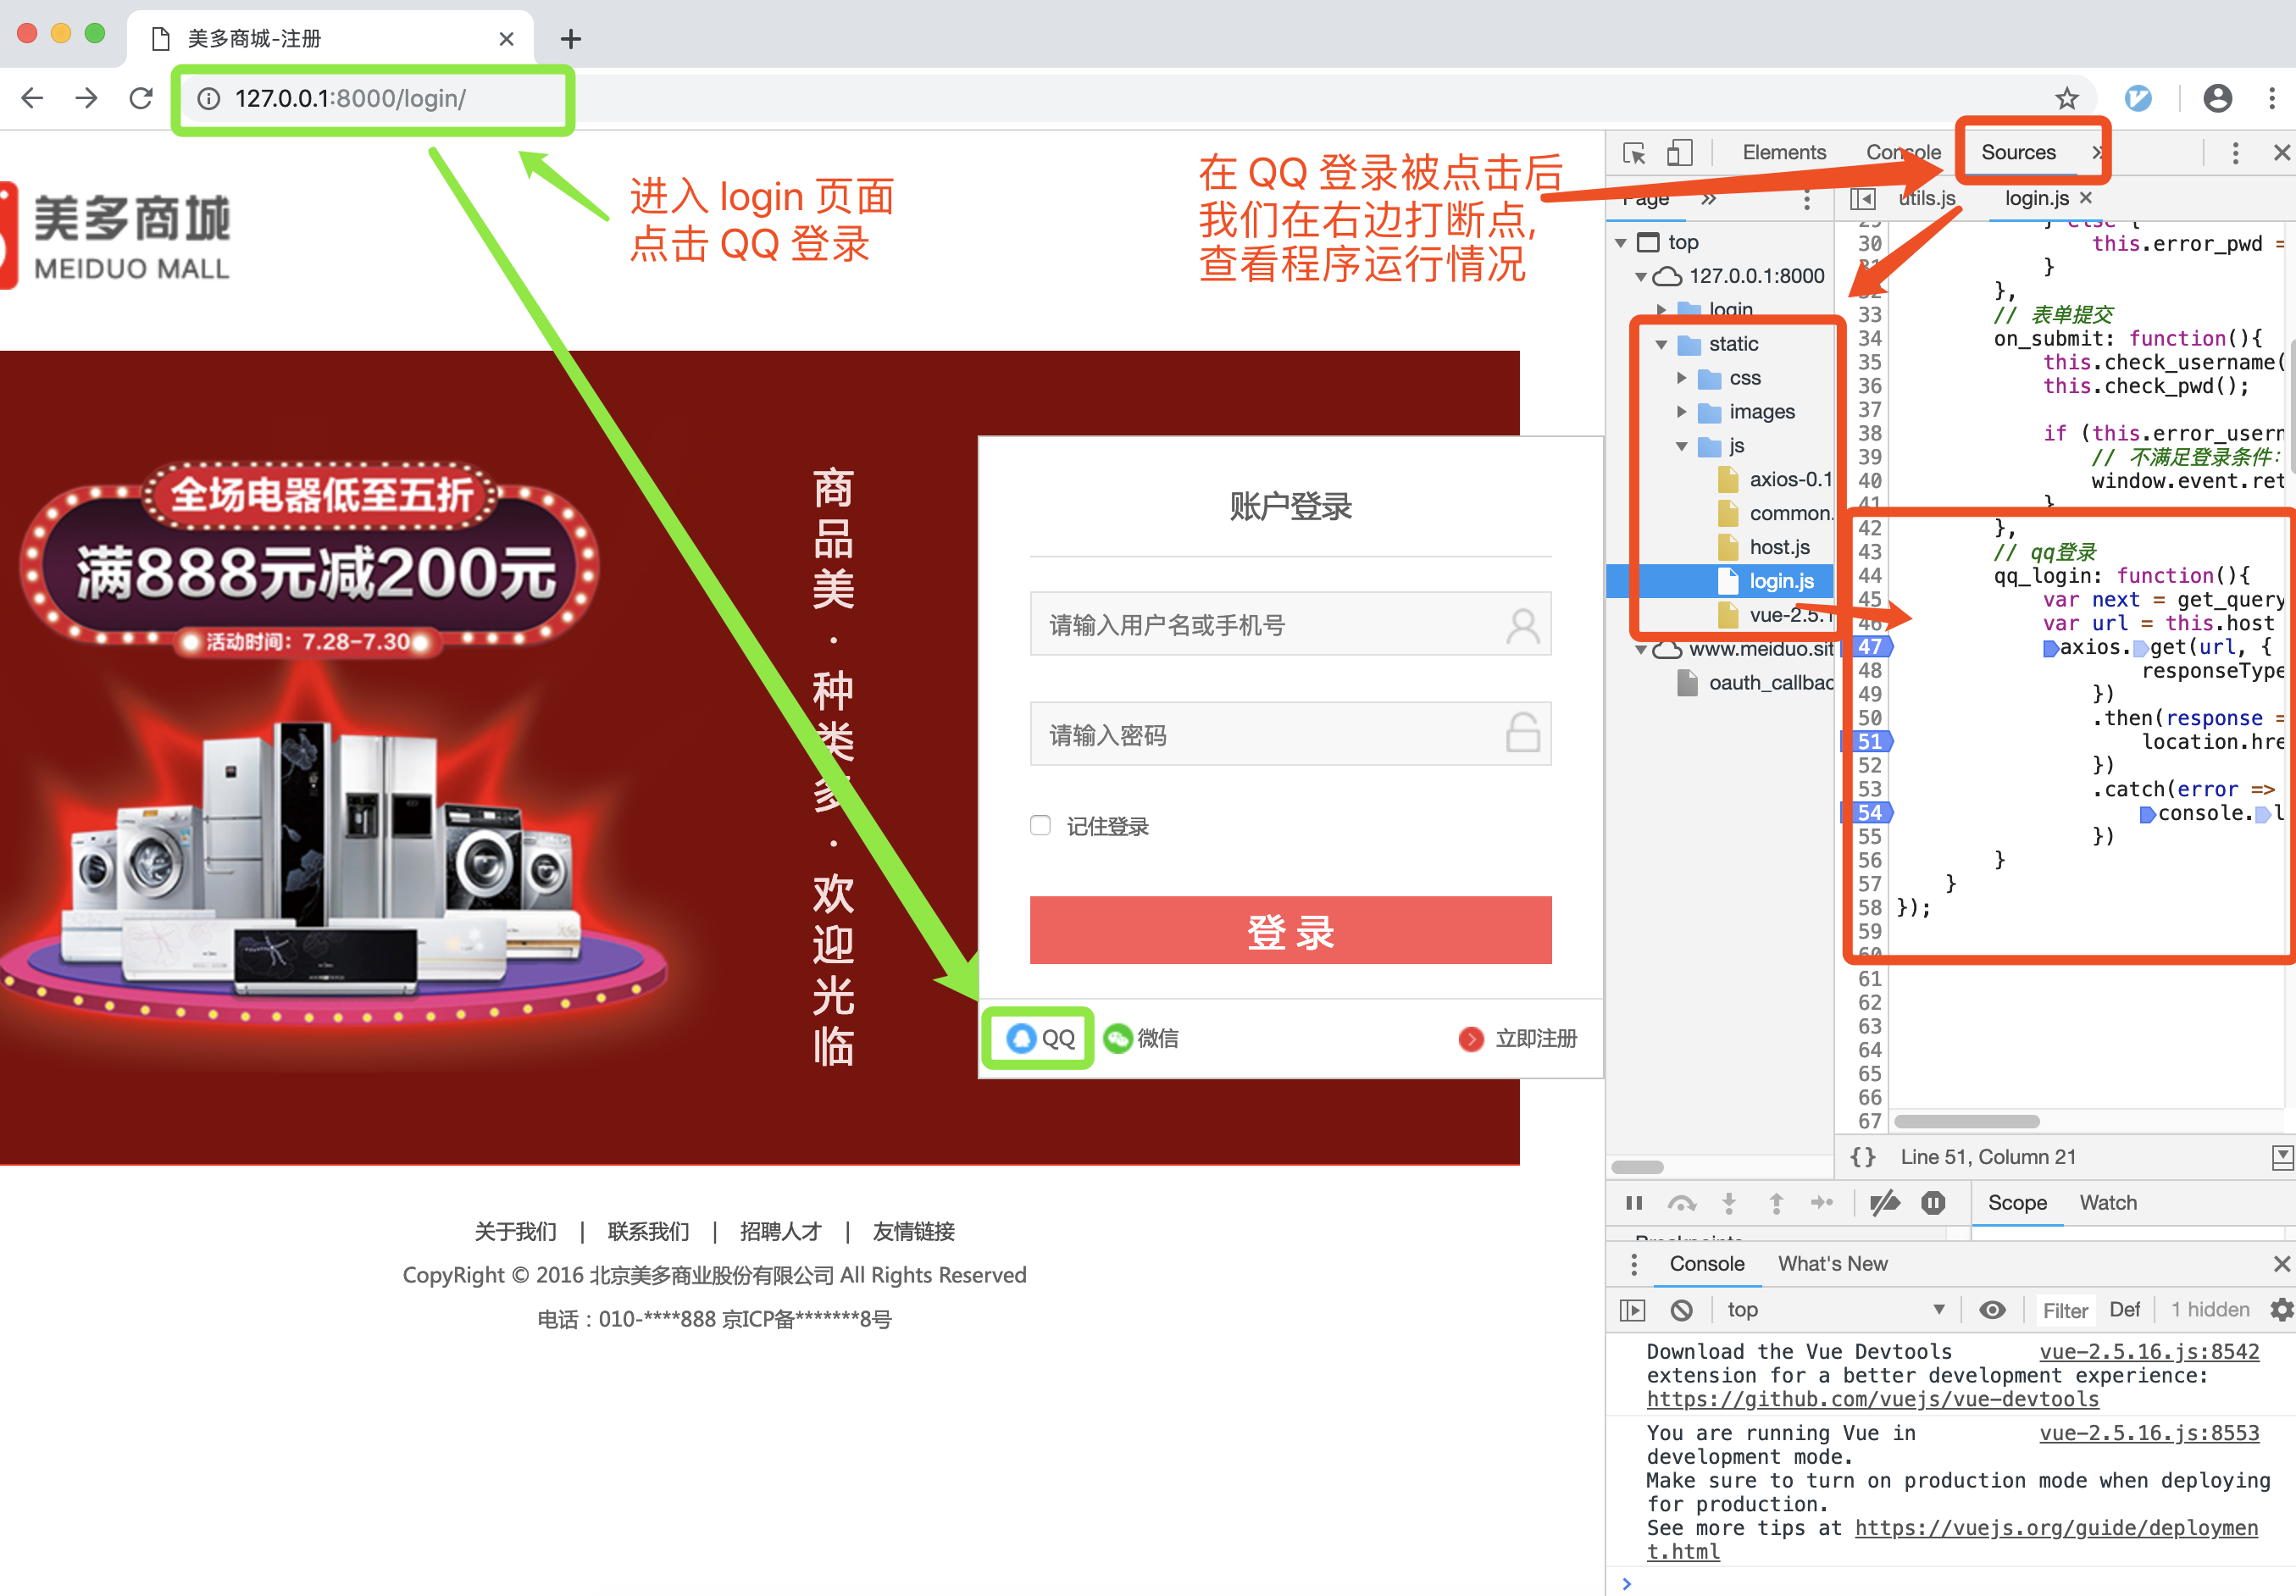 美多商城-注册
127.0.0.1:8000/login/
进入 login 页面
点击 QQ 登录
在 QQ 登录被点击后
我们在右边打断点,
查看程序运行情况
美多商城
MEIDUO MALL
全场电器低至五折
满888元减200元
活动时间：7.28-7.30
商品美·种类多·欢迎光临
账户登录
请输入用户名或手机号
请输入密码
记住登录
登 录
QQ
微信
立即注册
关于我们 | 联系我们 | 招聘人才 | 友情链接
CopyRight © 2016 北京美多商业股份有限公司 All Rights Reserved
电话：010-****888 京ICP备*******8号
Elements Console Sources »
Page »
utils.js login.js
top
127.0.0.1:8000
login
static
css
images
js
axios-0.1
common.
host.js
login.js
vue-2.5.1
www.meiduo.sit
oauth_callbac
29 } else {
30 this.error_pwd =
31 }
32 },
33 // 表单提交
34 on_submit: function(){
35 this.check_username(
36 this.check_pwd();
37
38 if (this.error_usern
39 // 不满足登录条件:
40 window.event.ret
41 }
42 },
43 // qq登录
44 qq_login: function(){
45 var next = get_query
46 var url = this.host
47 axios.get(url, {
48 responseType
49 })
50 .then(response =
51 location.hre
52 })
53 .catch(error =>
54 console.l
55 })
56 }
57 }
58 });
59
60
61
62
63
64
65
66
67
{} Line 51, Column 21
Scope Watch
Breakpoints
Console What's New
top Filter Def 1 hidden
Download the Vue Devtools vue-2.5.16.js:8542
extension for a better development experience:
https://github.com/vuejs/vue-devtools
You are running Vue in vue-2.5.16.js:8553
development mode.
Make sure to turn on production mode when deploying
for production.
See more tips at https://vuejs.org/guide/deploymen
t.html